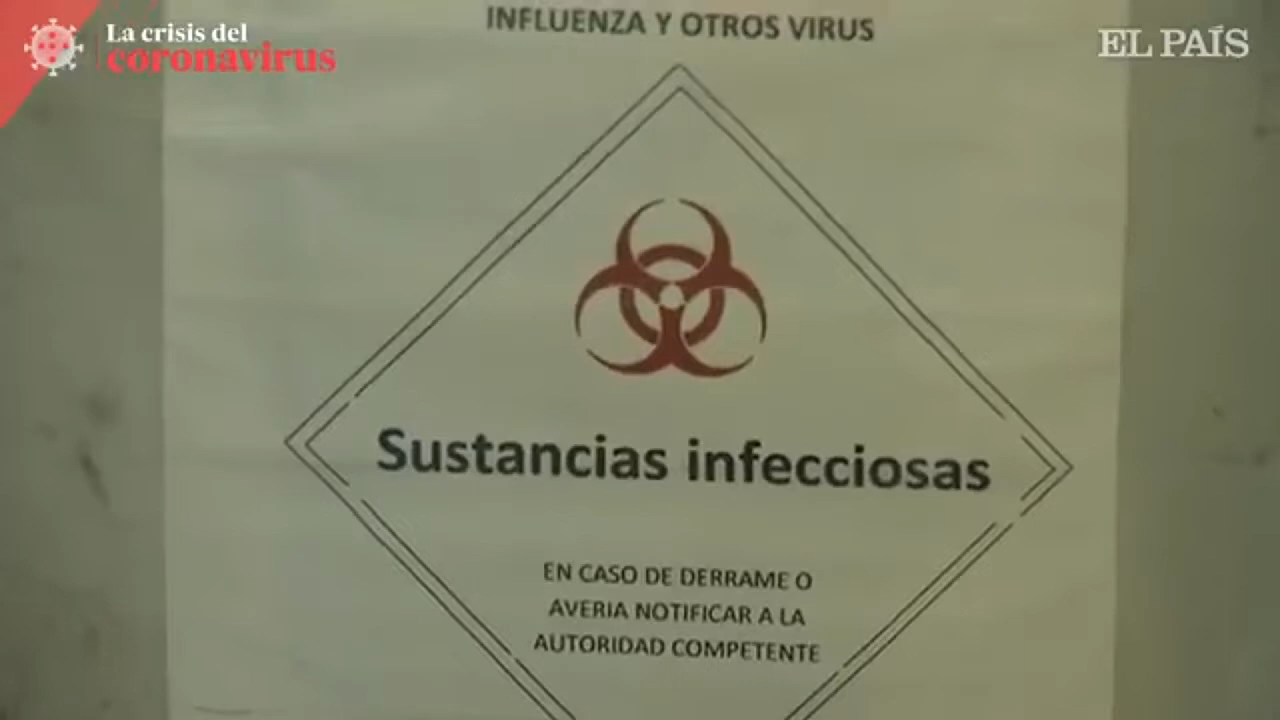 La crisis del
coronavirus
EL PAÍS
INFLUENZA Y OTROS VIRUS
Sustancias infecciosas
EN CASO DE DERRAME O
AVERIA NOTIFICAR A LA
AUTORIDAD COMPETENTE